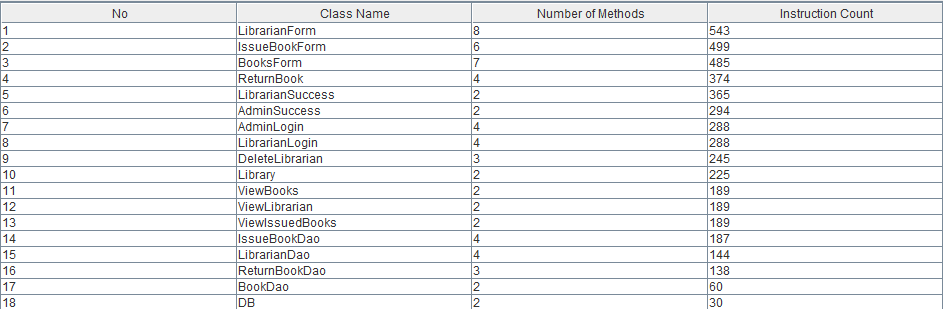 No Class Name Number of Methods Instruction Count
1 LibrarianForm 8 543
2 IssueBookForm 6 499
3 BooksForm 7 485
4 ReturnBook 4 374
5 LibrarianSuccess 2 365
6 AdminSuccess 2 294
7 AdminLogin 4 288
8 LibrarianLogin 4 288
9 DeleteLibrarian 3 245
10 Library 2 225
11 ViewBooks 2 189
12 ViewLibrarian 2 189
13 ViewIssuedBooks 2 189
14 IssueBookDao 4 187
15 LibrarianDao 4 144
16 ReturnBookDao 3 138
17 BookDao 2 60
18 DB 2 30